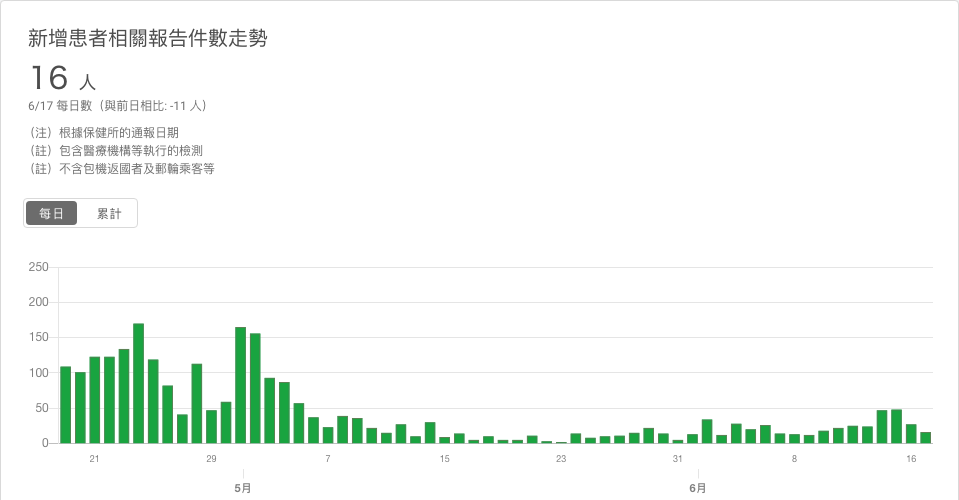 新增患者相關報告件數走勢
16 人
6/17 每日數（與前日相比: -11 人）
（注）根據保健所的通報日期
（註）包含醫療機構等執行的檢測
（註）不含包機返國者及郵輪乘客等
每日 累計
250
200
150
100
50
0
21 29 7 15 23 31 8 16
5月 6月